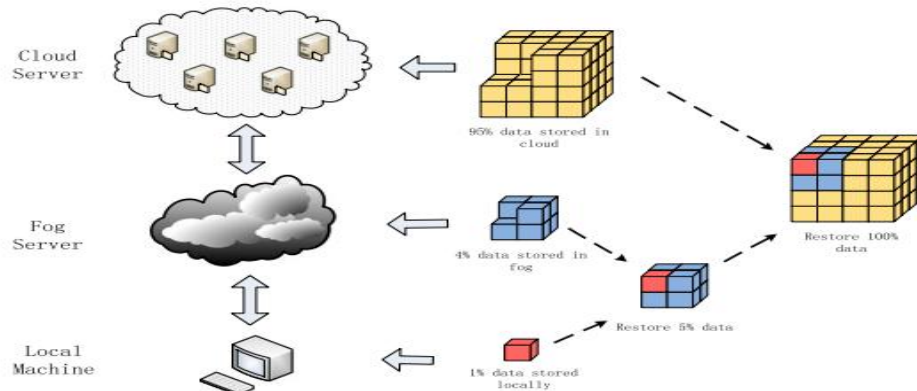 Cloud
Server
95% data stored in
cloud
Fog
Server
4% data stored in
fog
Restore 100%
data
Restore 5% data
Local
Machine
1% data stored
locally